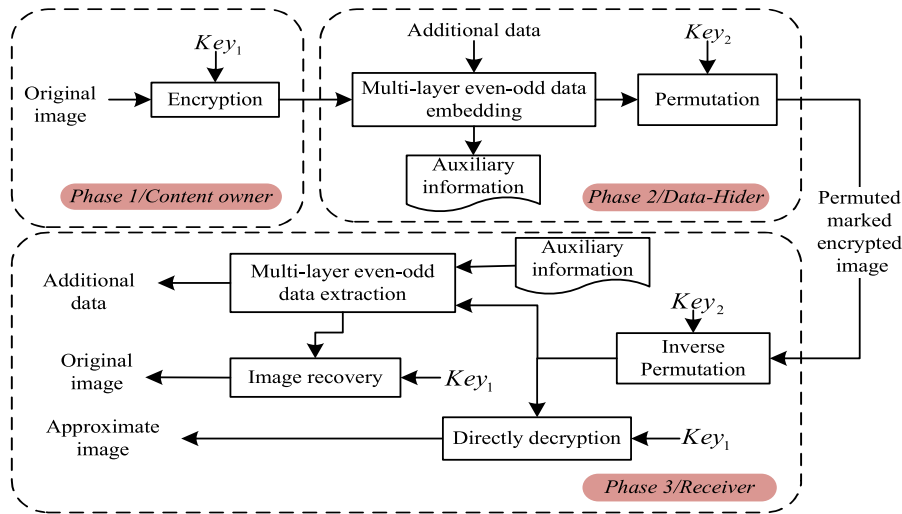 Key1
Original
image
Encryption
Phase 1/Content owner
Additional data
Key2
Multi-layer even-odd data
embedding
Permutation
Auxiliary
information
Phase 2/Data-Hider
Permuted
marked
encrypted
image
Additional
data
Multi-layer even-odd
data extraction
Auxiliary
information
Key2
Inverse
Permutation
Original
image
Image recovery
Key1
Approximate
image
Directly decryption
Key1
Phase 3/Receiver